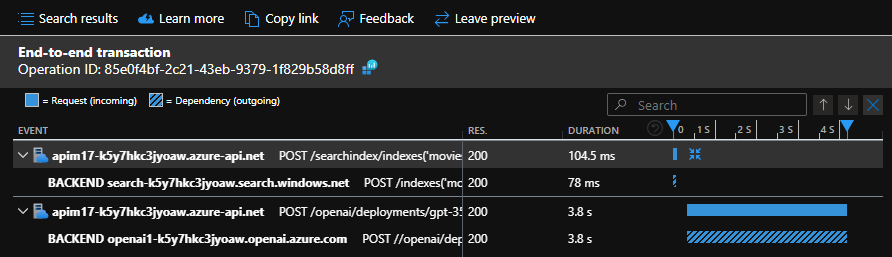 Search results Learn more Copy link Feedback Leave preview
End-to-end transaction
Operation ID: 85e0f4bf-2c21-43eb-9379-1f829b58d8ff
= Request (incoming) = Dependency (outgoing) Search
EVENT RES. DURATION 0 1 S 2 S 3 S 4 S
apim17-k5y7hkc3jyoaw.azure-api.net POST /searchindex/indexes('movies 200 104.5 ms
BACKEND search-k5y7hkc3jyoaw.search.windows.net POST /indexes('mo 200 78 ms
apim17-k5y7hkc3jyoaw.azure-api.net POST /openai/deployments/gpt-35 200 3.8 s
BACKEND openai1-k5y7hkc3jyoaw.openai.azure.com POST //openai/dep 200 3.8 s